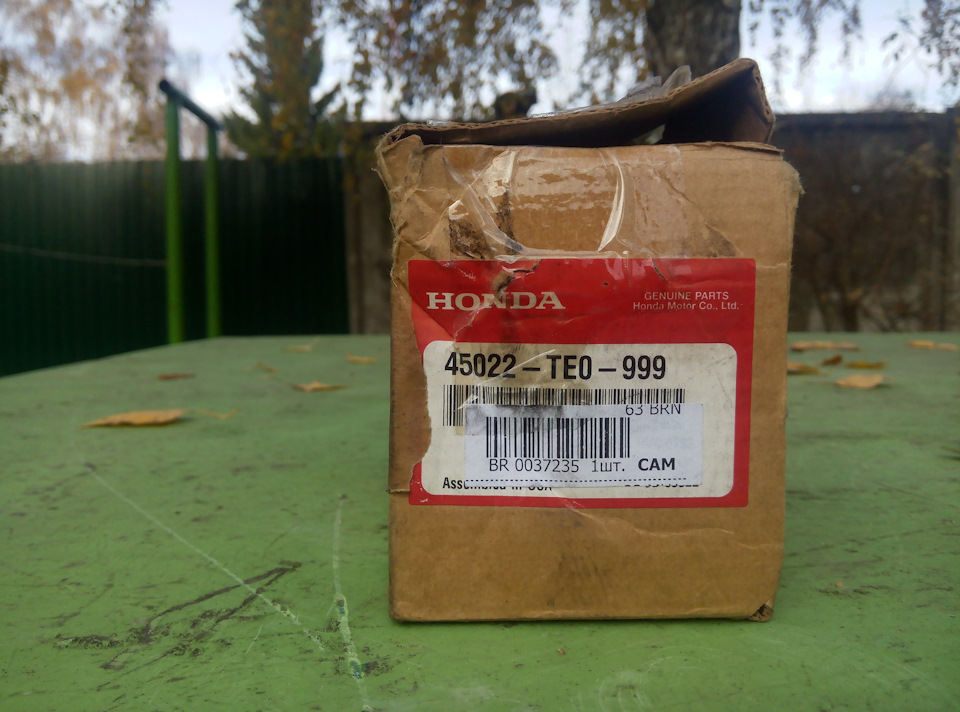 HONDA
GENUINE PARTS
Honda Motor Co., Ltd.
45022-TE0-999
63 BRN
BR 0037235 1шт. САМ